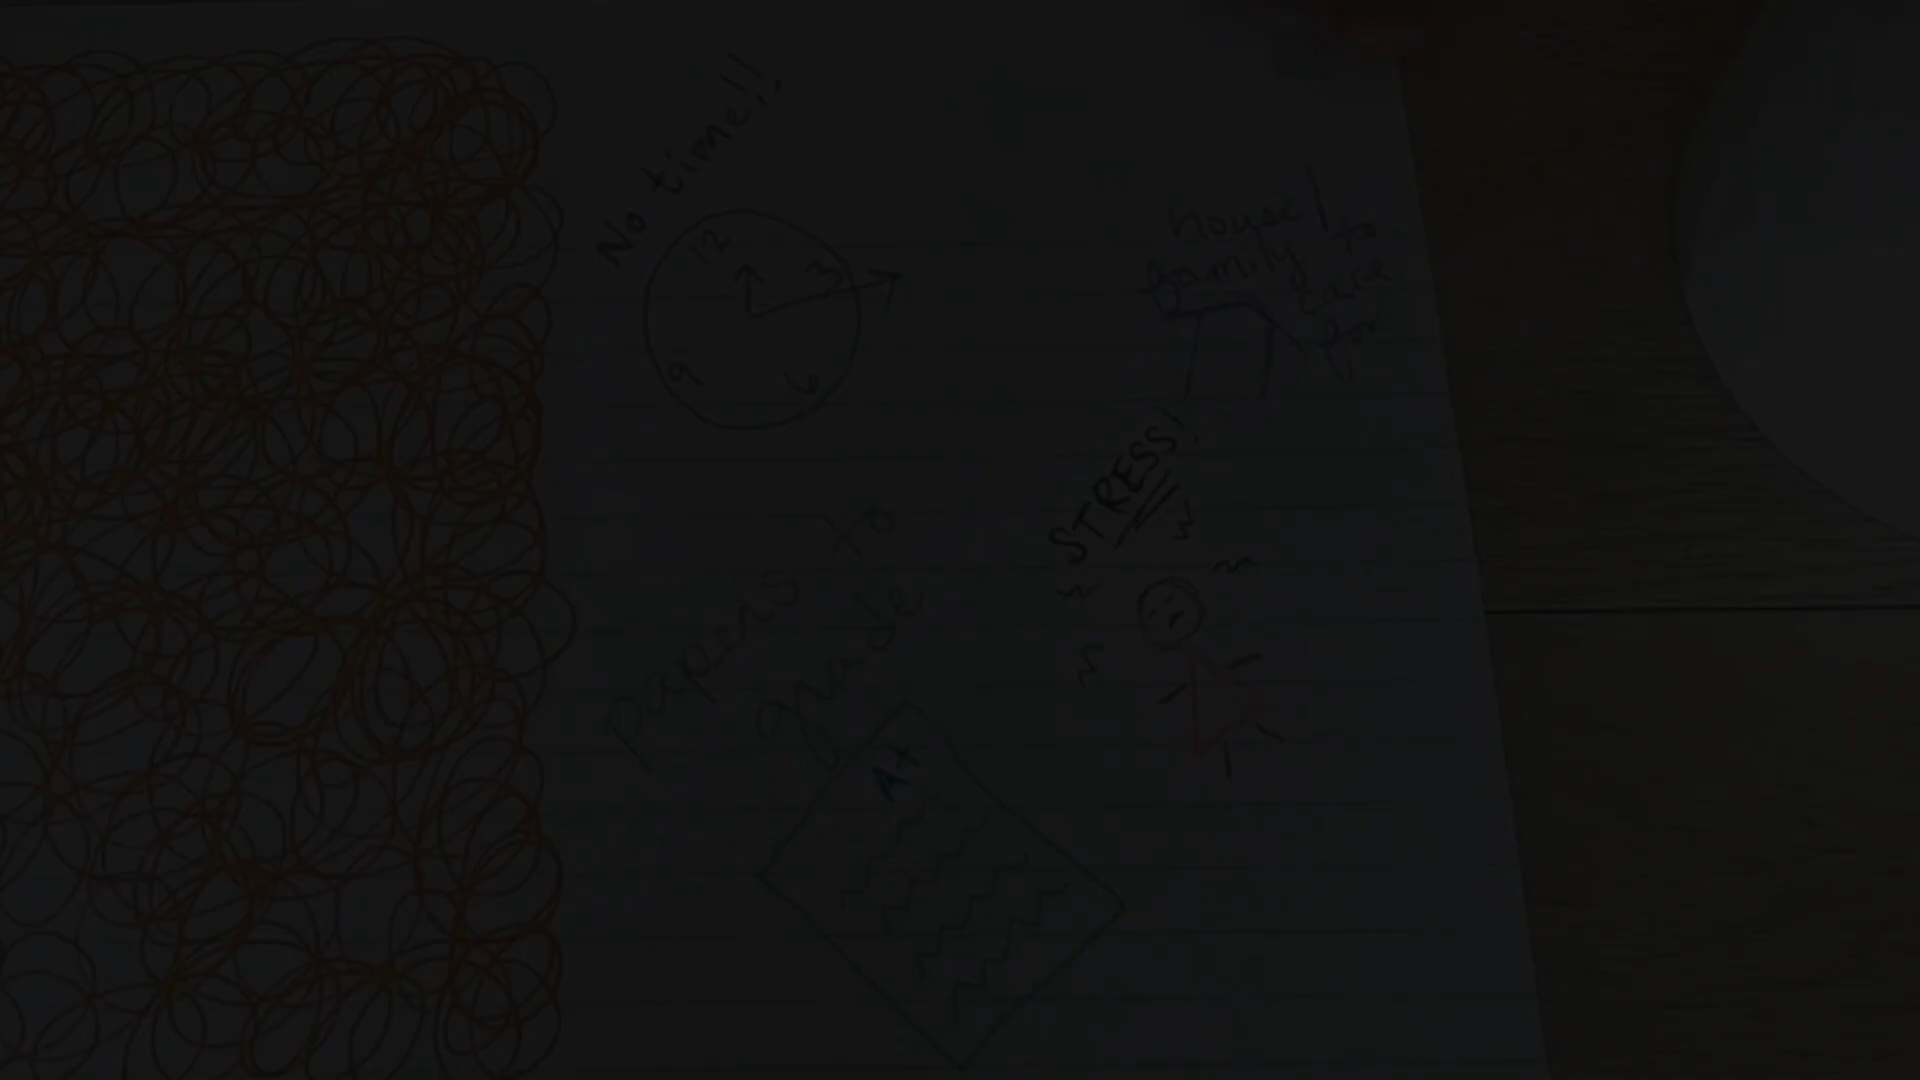 No time!!
12
3
6
9
house/
family to
care
for
STRESS!
papers to
grade
A+